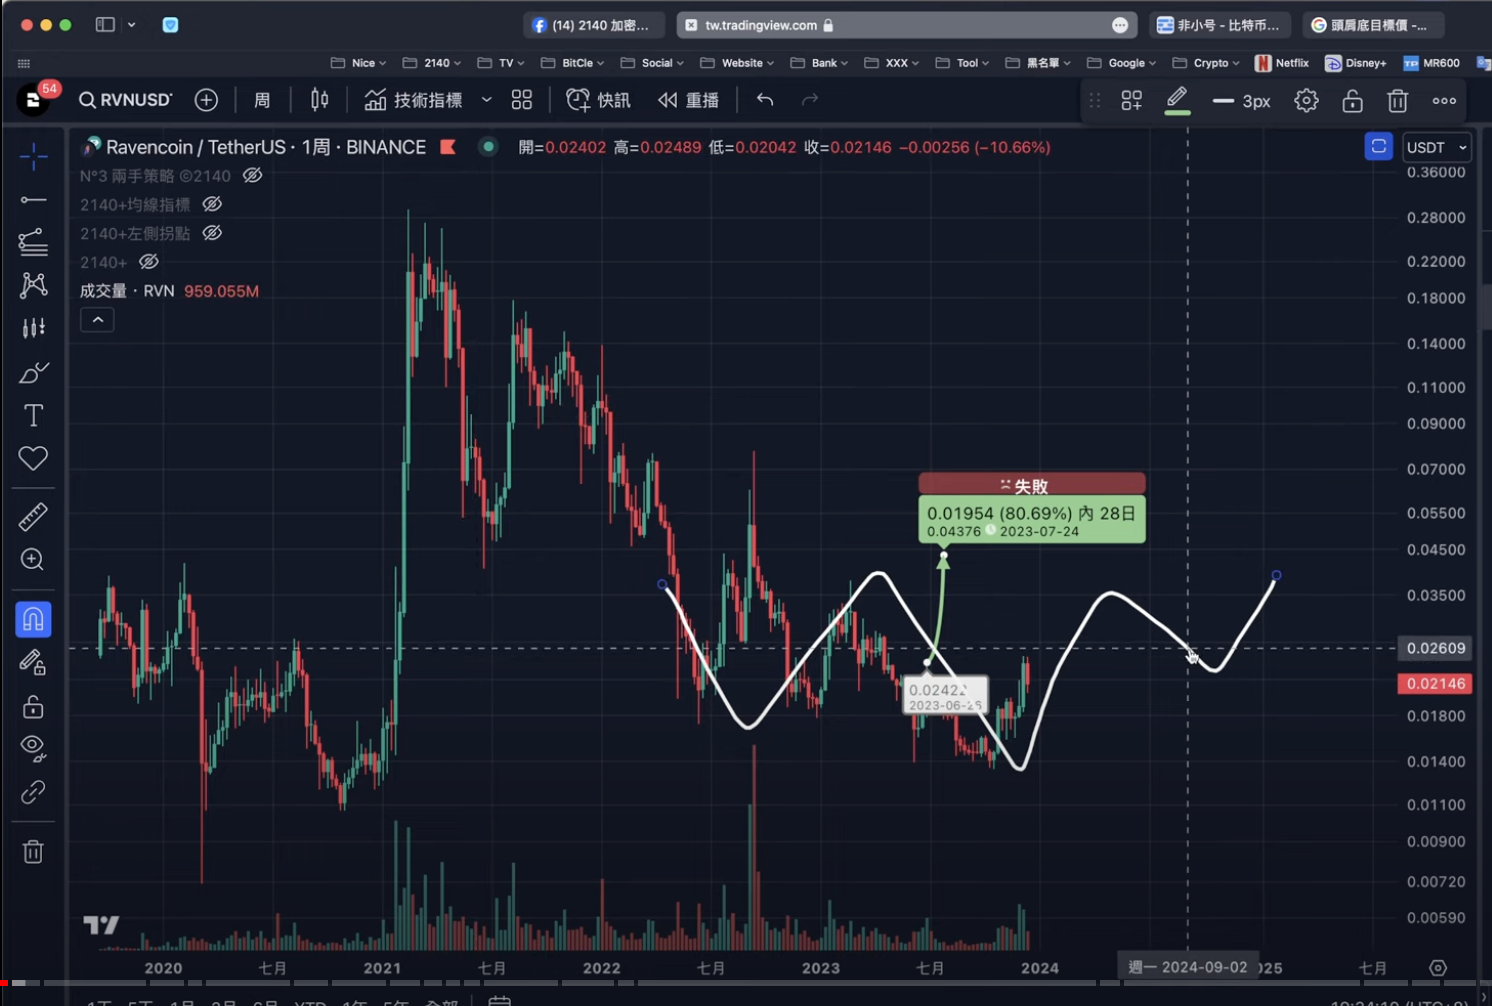 (14) 2140 加密...
tw.tradingview.com
非小号 - 比特币...
頭肩底目標價 -...
Nice
2140
TV
BitCle
Social
Website
Bank
XXX
Tool
黑名單
Google
Crypto
Netflix
Disney+
TP MR600
54
RVNUSD
周
技術指標
快訊
重播
3px
Ravencoin / TetherUS · 1周 · BINANCE
開=0.02402 高=0.02489 低=0.02042 收=0.02146 −0.00256 (−10.66%)
USDT
Nº3 兩手策略 ©2140
2140+均線指標
2140+左側拐點
2140+
成交量 · RVN 959.055M
0.36000
0.28000
0.22000
0.18000
0.14000
0.11000
0.09000
0.07000
0.05500
0.04500
0.03500
0.02609
0.02146
0.01800
0.01400
0.01100
0.00900
0.00720
0.00590
失敗
0.01954 (80.69%) 內 28日
0.04376 2023-07-24
0.02422
2023-06-26
2020
七月
2021
七月
2022
七月
2023
七月
2024
週一 2024-09-02
025
七月